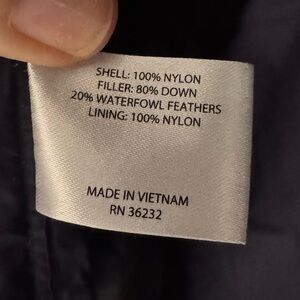 SHELL: 100% NYLON
FILLER: 80% DOWN
20% WATERFOWL FEATHERS
LINING: 100% NYLON
MADE IN VIETNAM
RN 36232